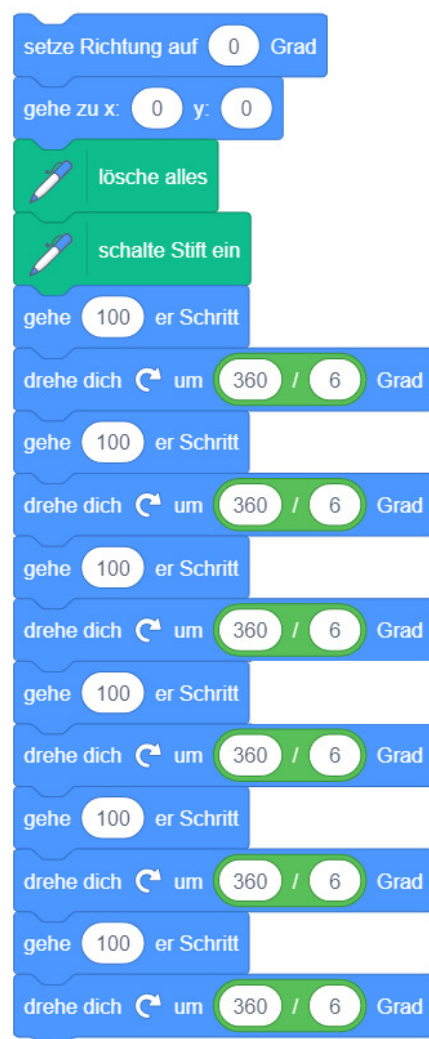 setze Richtung auf 0 Grad
gehe zu x: 0 y: 0
lösche alles
schalte Stift ein
gehe 100 er Schritt
drehe dich um 360 / 6 Grad
gehe 100 er Schritt
drehe dich um 360 / 6 Grad
gehe 100 er Schritt
drehe dich um 360 / 6 Grad
gehe 100 er Schritt
drehe dich um 360 / 6 Grad
gehe 100 er Schritt
drehe dich um 360 / 6 Grad
gehe 100 er Schritt
drehe dich um 360 / 6 Grad